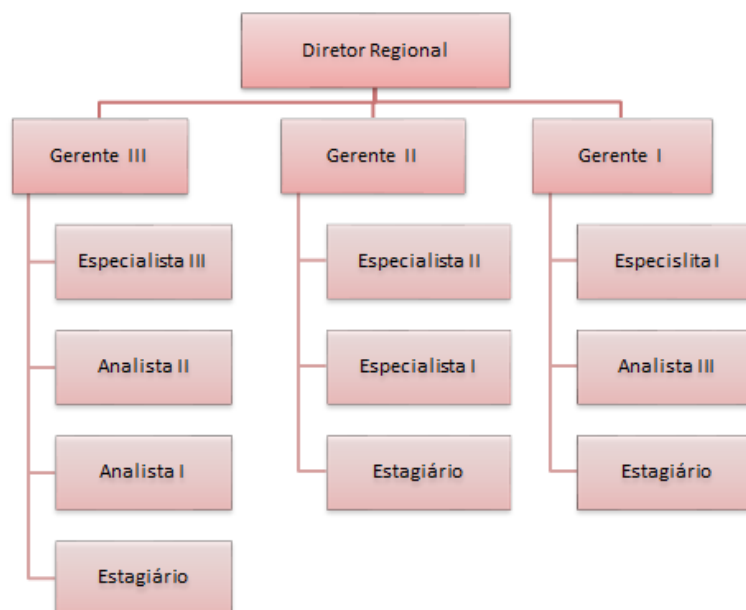 Diretor Regional
Gerente III
Gerente II
Gerente I
Especialista III
Especialista II
Especislita I
Analista II
Especialista I
Analista III
Analista I
Estagiário
Estagiário
Estagiário